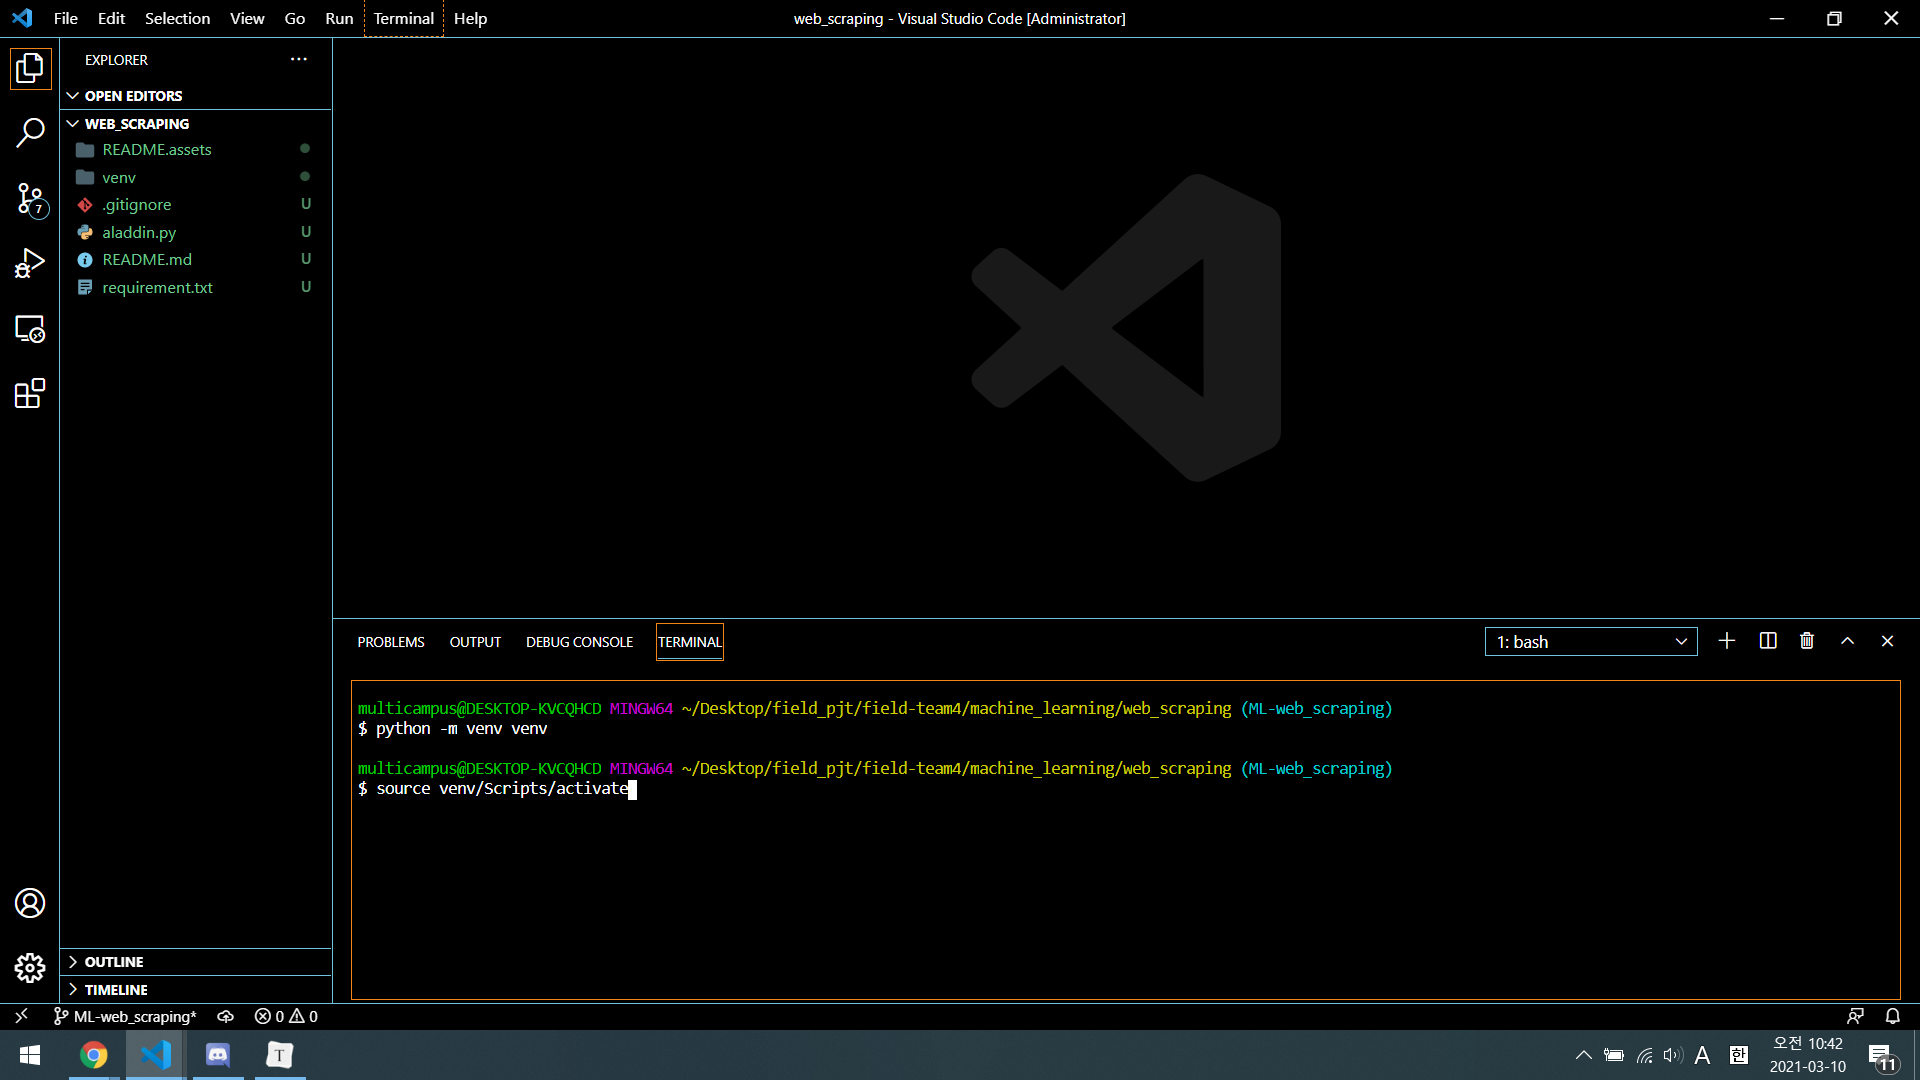 File Edit Selection View Go Run Terminal Help
web_scraping - Visual Studio Code [Administrator]
EXPLORER
OPEN EDITORS
WEB_SCRAPING
README.assets
venv
.gitignore U
aladdin.py U
README.md U
requirement.txt U
7
OUTLINE
TIMELINE
PROBLEMS OUTPUT DEBUG CONSOLE TERMINAL
1: bash
multicampus@DESKTOP-KVCQHCD MINGW64 ~/Desktop/field_pjt/field-team4/machine_learning/web_scraping (ML-web_scraping)
$ python -m venv venv
multicampus@DESKTOP-KVCQHCD MINGW64 ~/Desktop/field_pjt/field-team4/machine_learning/web_scraping (ML-web_scraping)
$ source venv/Scripts/activate
ML-web_scraping* 0 0
T
A 한
오전 10:42
2021-03-10
11